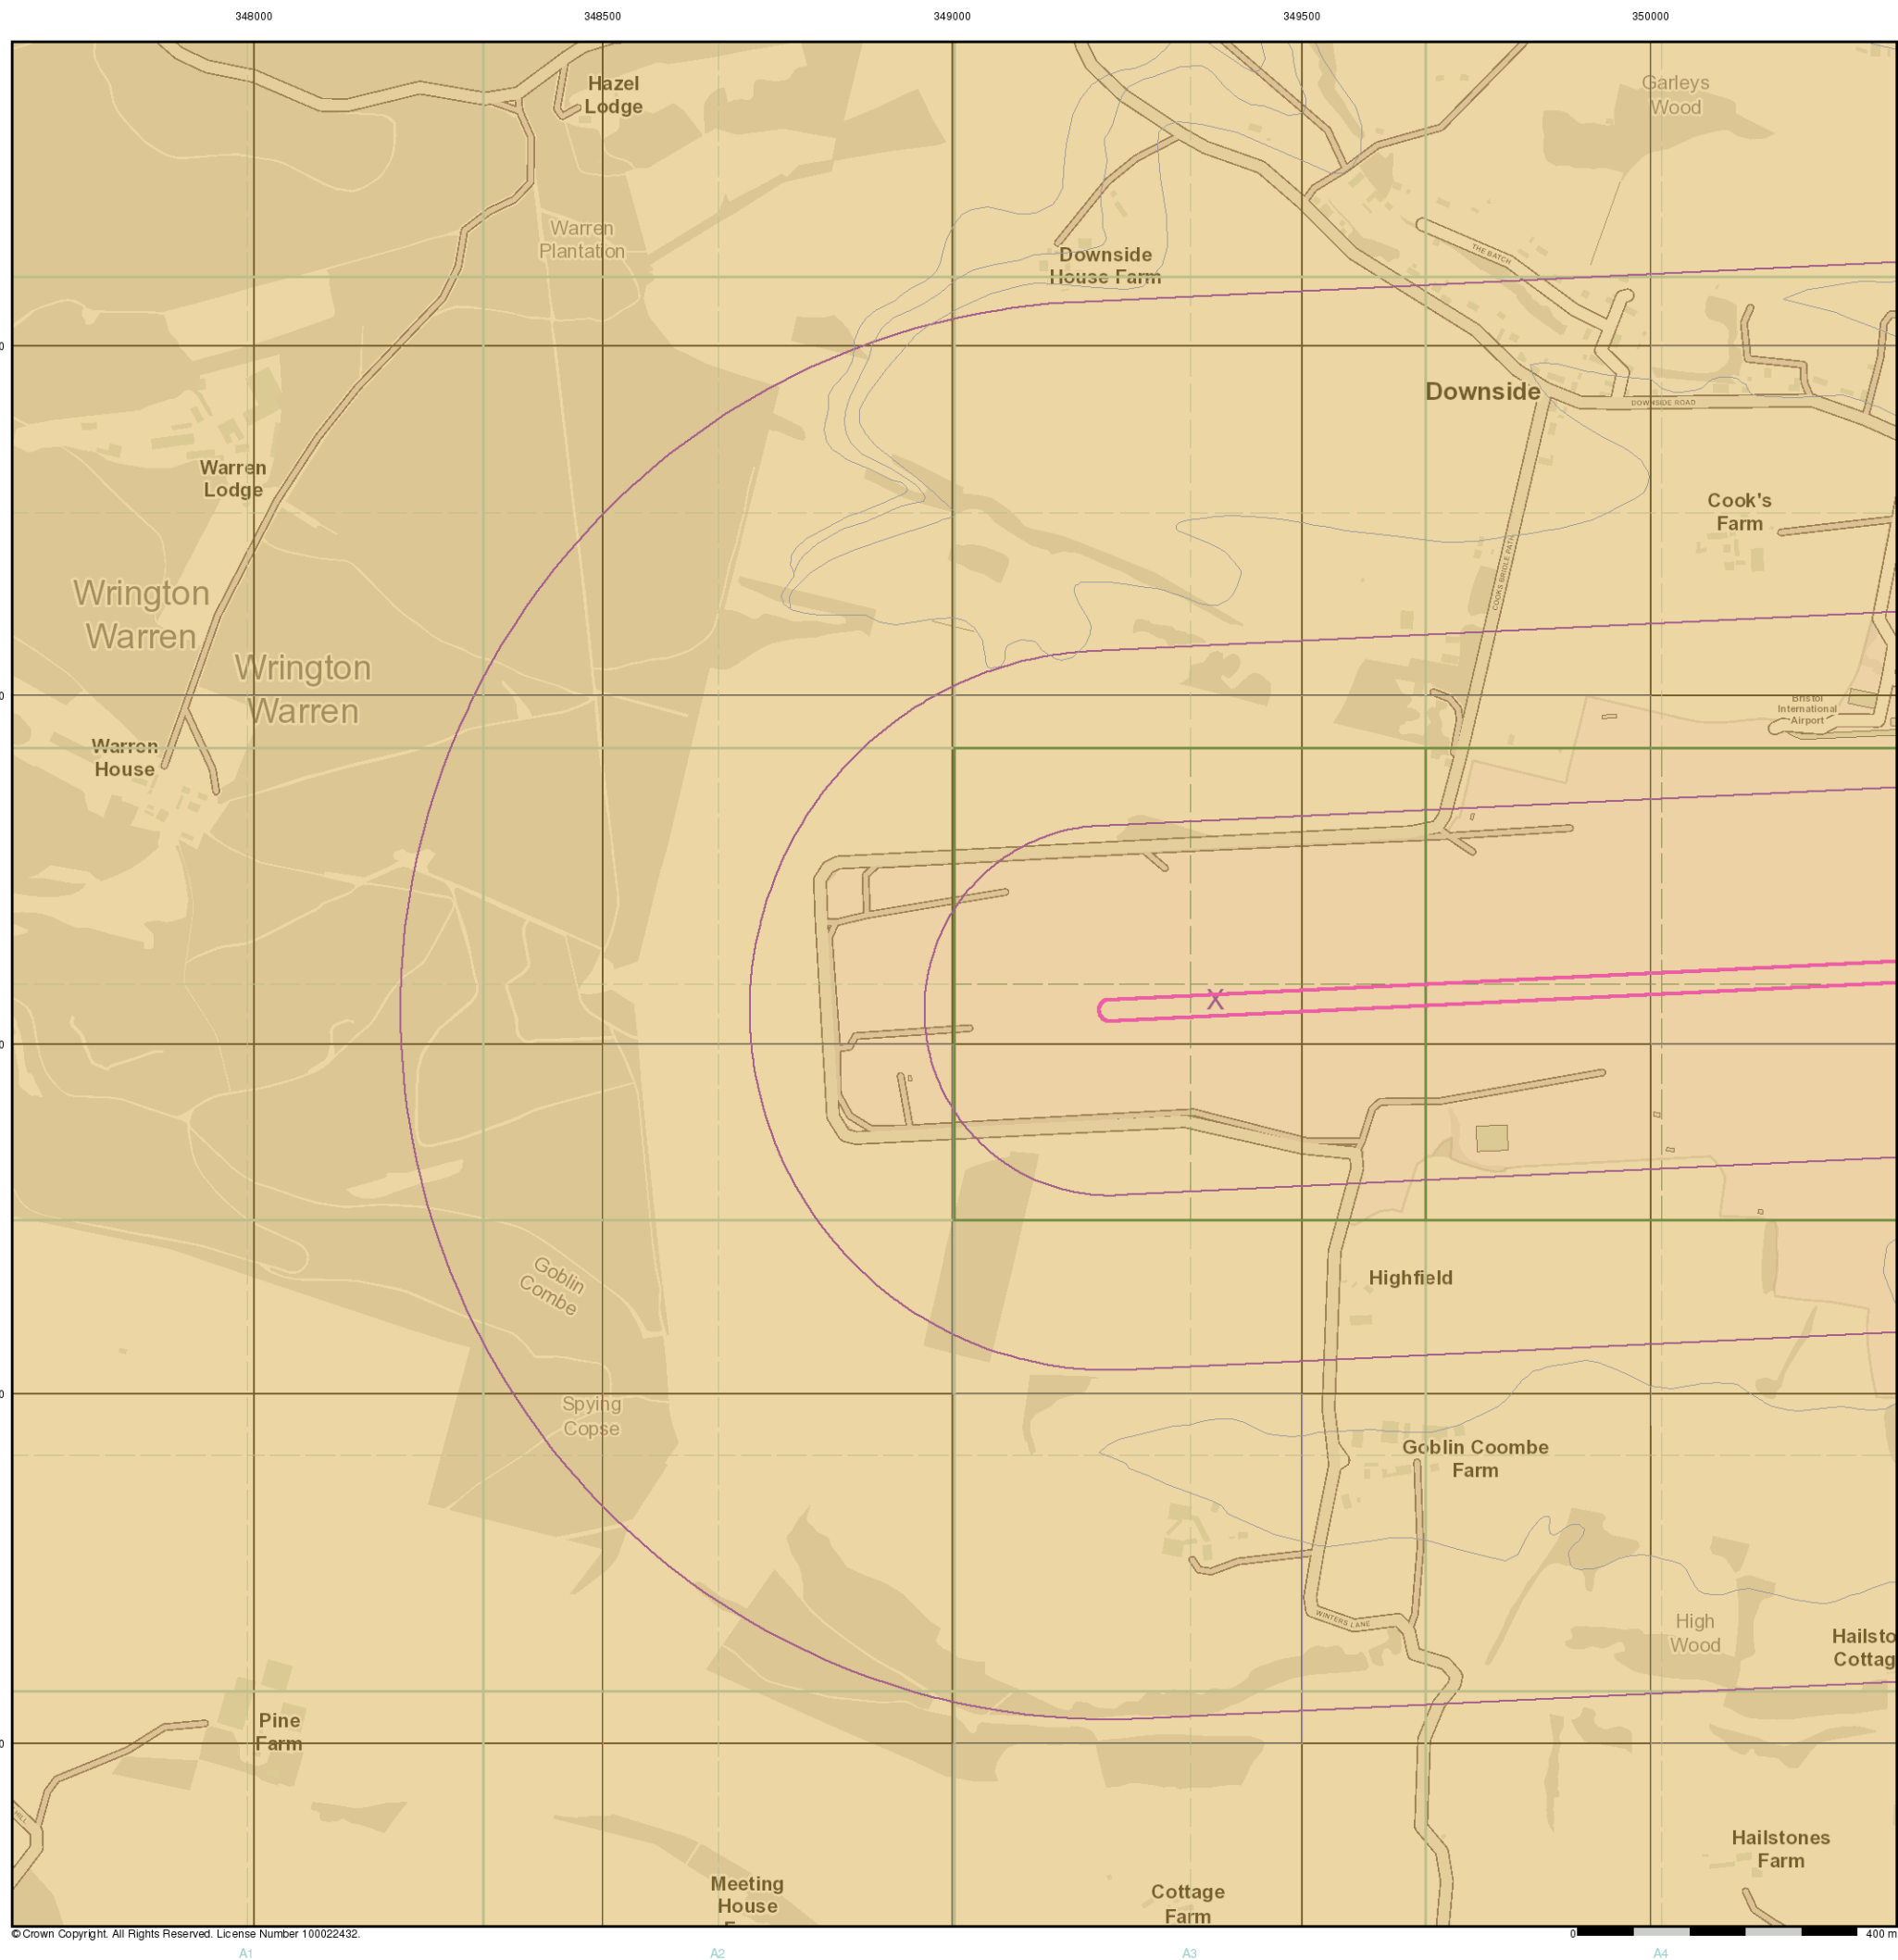 348000 348500 349000 349500 350000
Hazel
Lodge
Garleys
Wood
Warren
Plantation
Downside
House Farm
THE BATCH
Downside
DOWNSIDE ROAD
Warren
Lodge
Cook's
Farm
COOKS BRIDLE PATH
Wrington
Warren
Wrington
Warren
Bristol
International
Airport
Warren
House
X
Goblin
Combe
Highfield
Spying
Copse
Goblin Coombe
Farm
WINTERS LANE
High
Wood
Hailsto
Cottag
Pine
Farm
HILL
Hailstones
Farm
Meeting
House
Cottage
Farm
© Crown Copyright. All Rights Reserved. License Number 100022432.
0 400 m
A1 A2 A3 A4